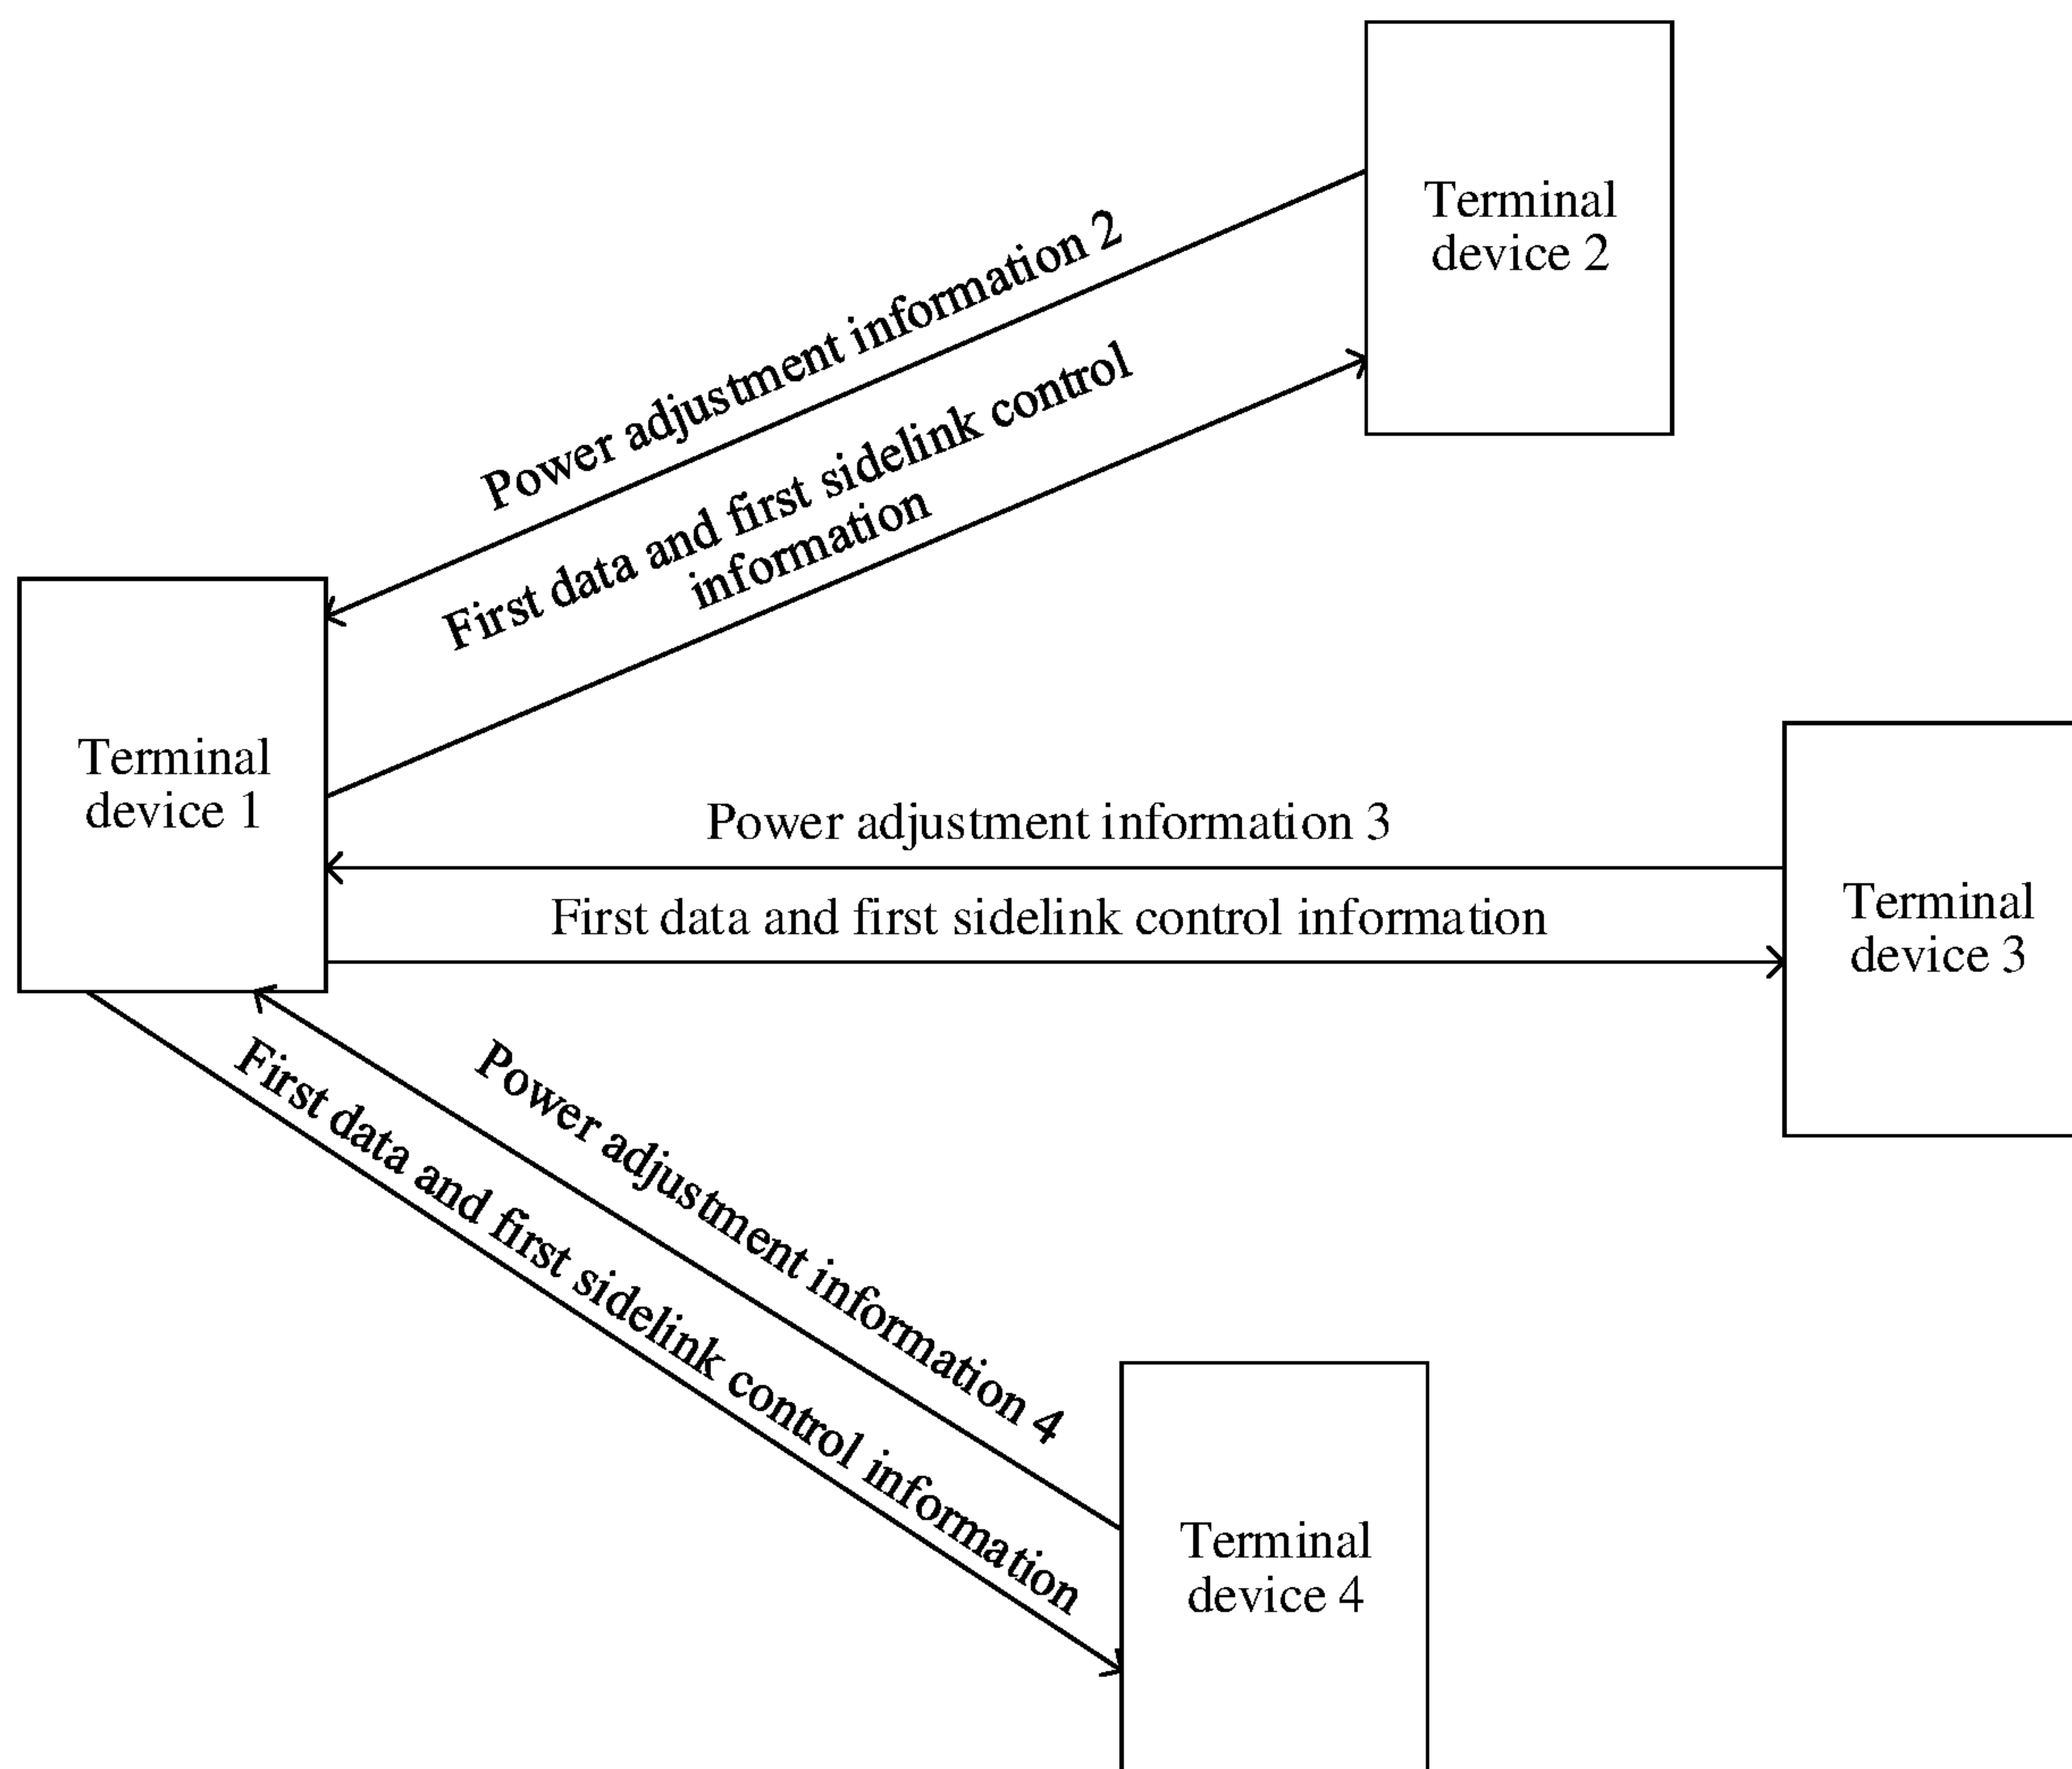 Terminal
device 2
Power adjustment information 2
First data and first sidelink control
information
Terminal
device 1
Power adjustment information 3
First data and first sidelink control information
Terminal
device 3
Power adjustment information 4
First data and first sidelink control information
Terminal
device 4